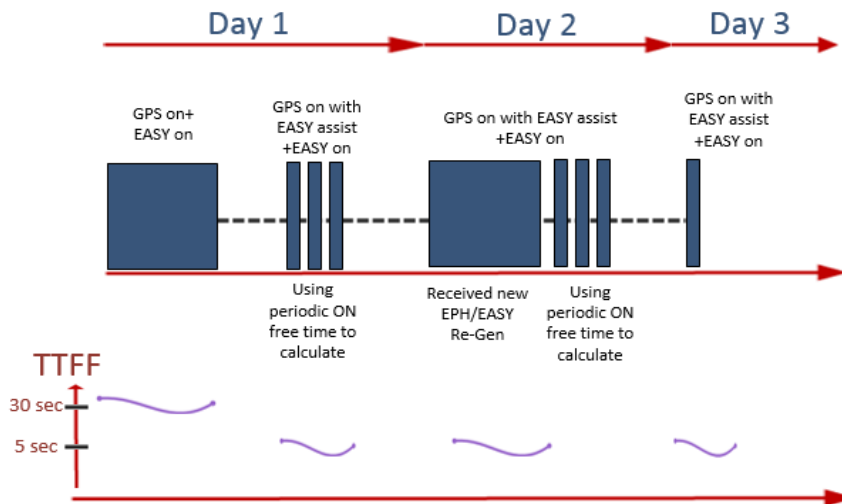 Day 1
Day 2
Day 3
GPS on+
EASY on
GPS on with
EASY assist
+EASY on
GPS on with EASY assist
+EASY on
GPS on with
EASY assist
+EASY on
Using
periodic ON
free time to
calculate
Received new
EPH/EASY
Re-Gen
Using
periodic ON
free time to
calculate
TTFF
30 sec
5 sec